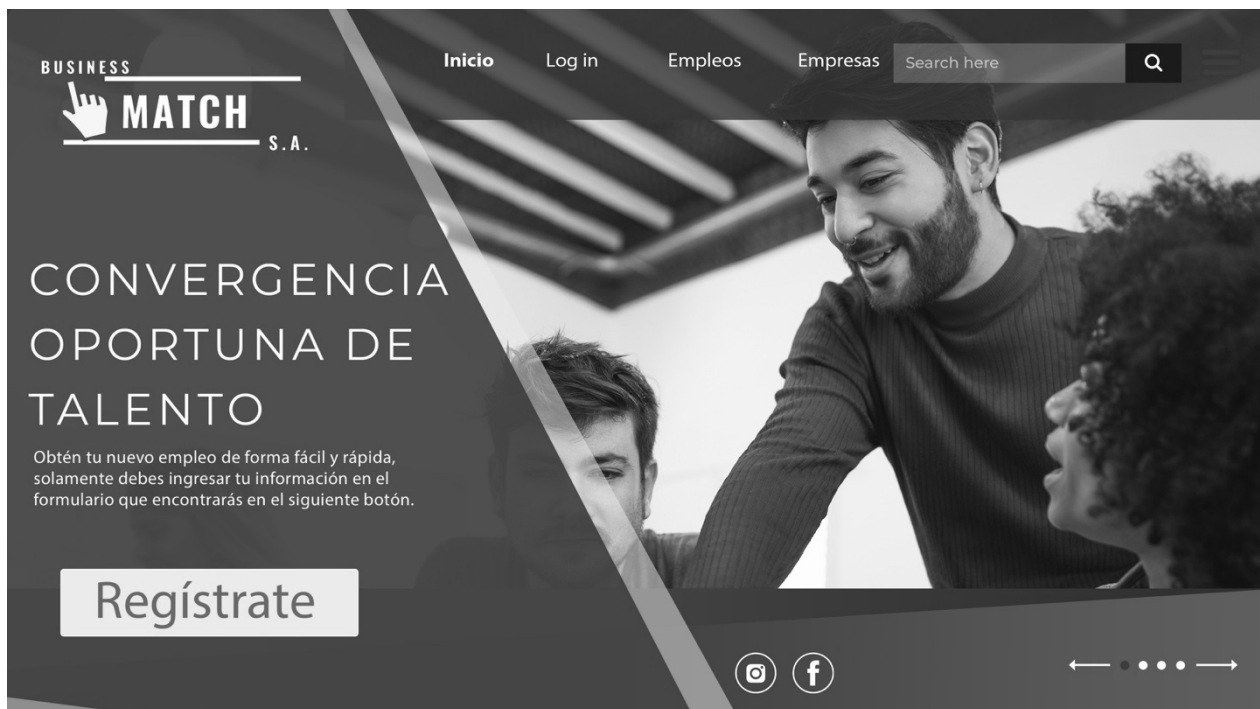 BUSINESS
MATCH
S.A.
Inicio
Log in
Empleos
Empresas
Search here
CONVERGENCIA
OPORTUNA DE
TALENTO
Obtén tu nuevo empleo de forma fácil y rápida,
solamente debes ingresar tu información en el
formulario que encontrarás en el siguiente botón.
Regístrate